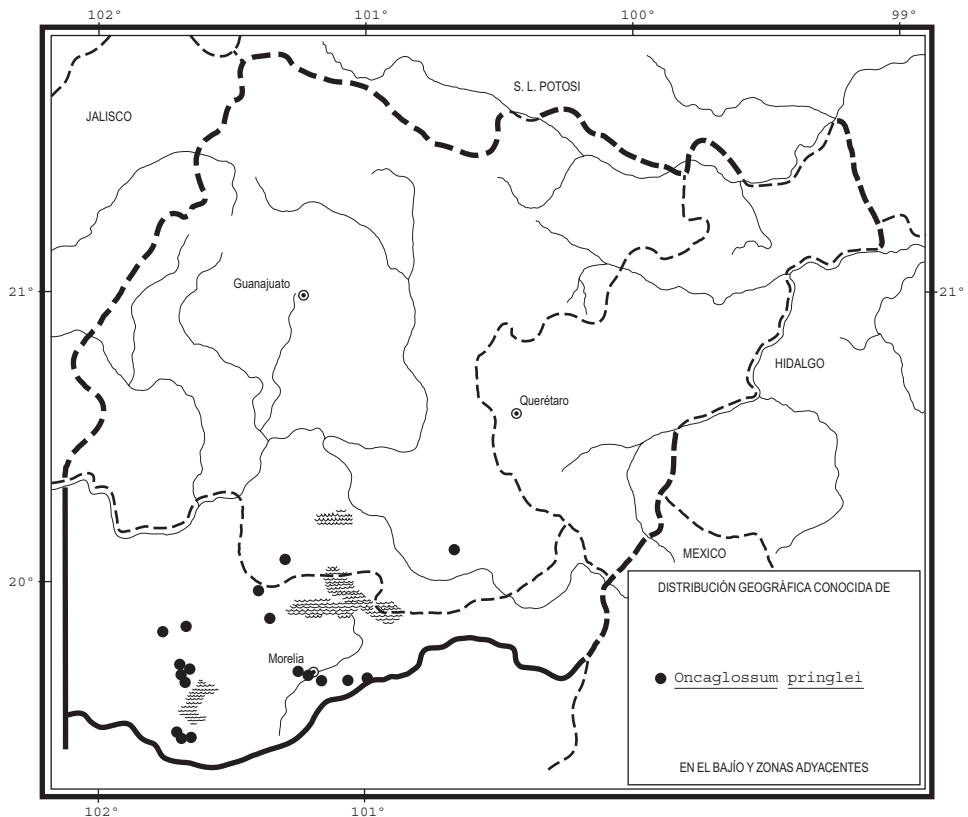 102°
101°
100°
99°
S. L. POTOSI
JALISCO
Guanajuato
21°
21°
HIDALGO
Querétaro
MEXICO
20°
DISTRIBUCIÓN GEOGRÁFICA CONOCIDA DE
Morelia
Oncaglossum pringlei
EN EL BAJÍO Y ZONAS ADYACENTES
102°
101°